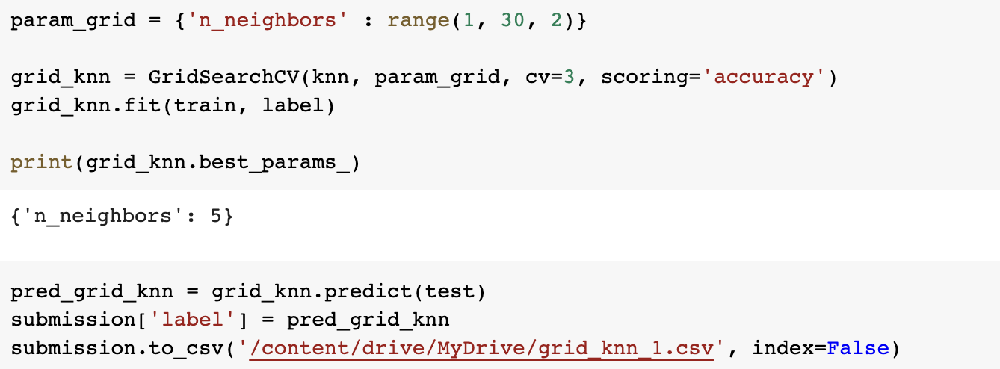 param_grid = {'n_neighbors' : range(1, 30, 2)}
grid_knn = GridSearchCV(knn, param_grid, cv=3, scoring='accuracy')
grid_knn.fit(train, label)
print(grid_knn.best_params_)
{'n_neighbors': 5}
pred_grid_knn = grid_knn.predict(test)
submission['label'] = pred_grid_knn
submission.to_csv('/content/drive/MyDrive/grid_knn_1.csv', index=False)